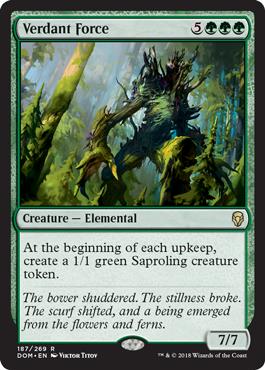 Verdant Force 5
Creature — Elemental
At the beginning of each upkeep,
create a 1/1 green Saproling creature
token.
The bower shuddered. The stillness broke.
The scurf shifted, and a being emerged
from the flowers and ferns.
7/7
187/269 R
DOM • EN Viktor Titov
™ & © 2018 Wizards of the Coast